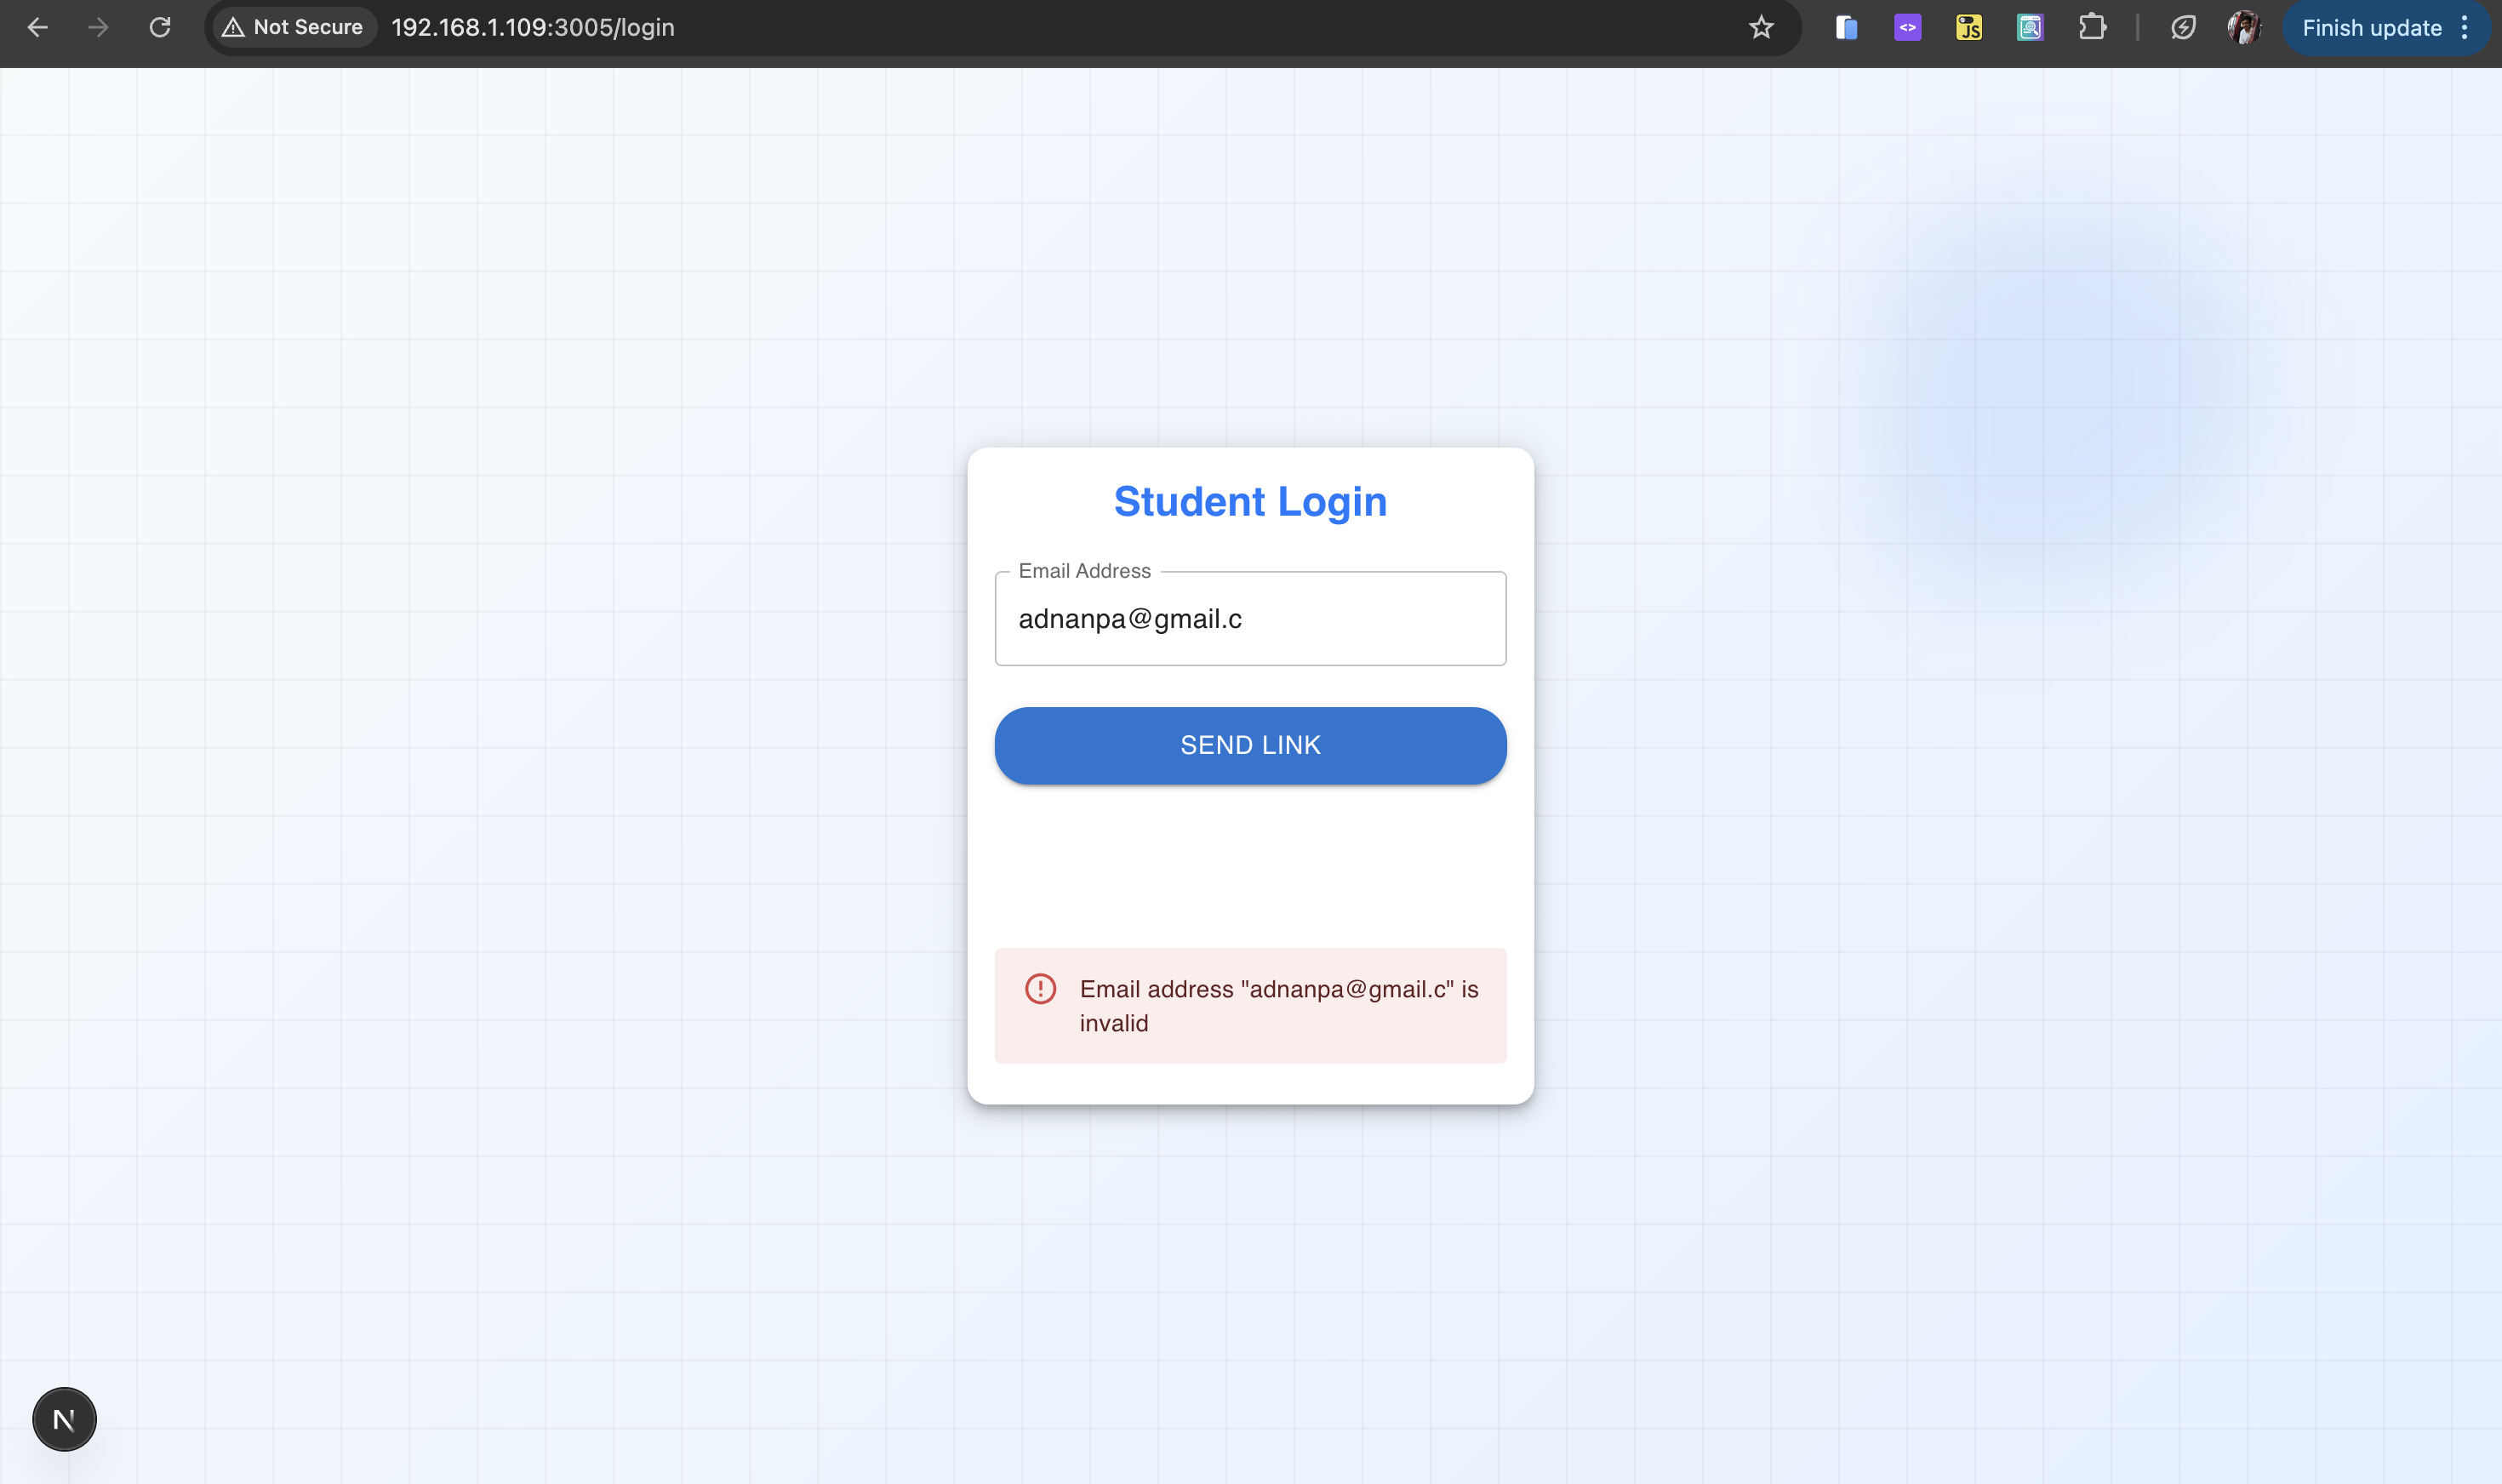 Not Secure 192.168.1.109:3005/login
<>
JS
Finish update
Student Login
Email Address
adnanpa@gmail.c
SEND LINK
Email address "adnanpa@gmail.c" is
invalid
N